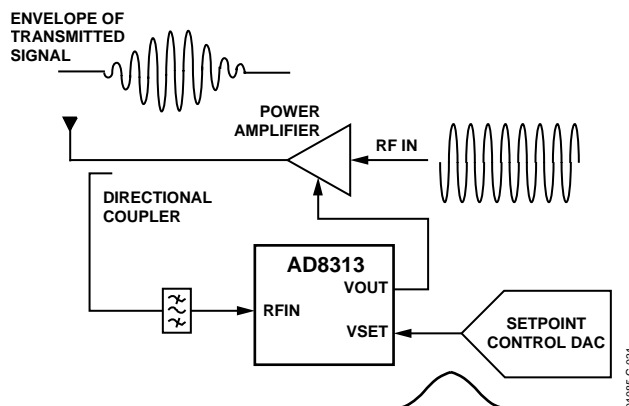 ENVELOPE OF
TRANSMITTED
SIGNAL
POWER
AMPLIFIER
RF IN
DIRECTIONAL
COUPLER
AD8313
VOUT
RFIN
VSET
SETPOINT
CONTROL DAC